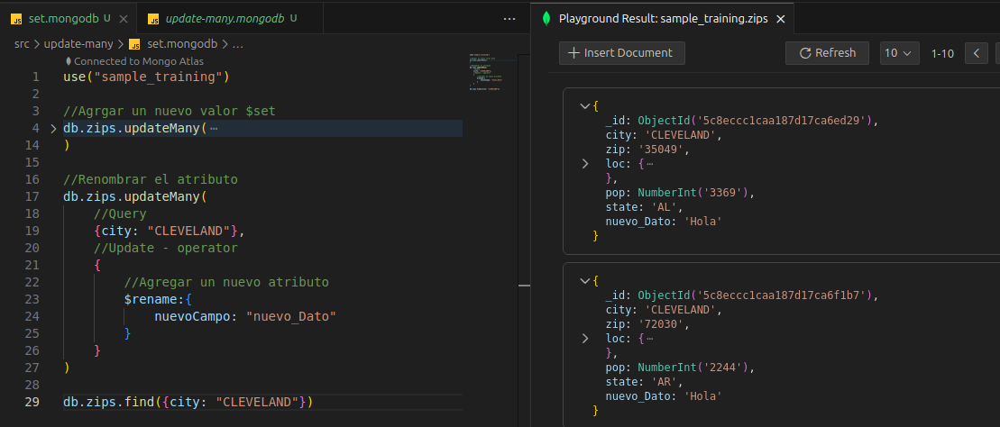 JS set.mongodb U ×
JS update-many.mongodb U
...
src > update-many > JS set.mongodb > ...
Connected to Mongo Atlas
1 use("sample_training")
2
3 //Agrgar un nuevo valor $set
4 > db.zips.updateMany(⋯
14 )
15
16 //Renombrar el atributo
17 db.zips.updateMany(
18 //Query
19 {city: "CLEVELAND"},
20 //Update - operator
21 {
22 //Agregar un nuevo atributo
23 $rename:{
24 nuevoCampo: "nuevo_Dato"
25 }
26 }
27 )
28
29 db.zips.find({city: "CLEVELAND"})
Playground Result: sample_training.zips ×
+ Insert Document
Refresh
10
1-10
<
{
_id: ObjectId('5c8eccc1caa187d17ca6ed29'),
city: 'CLEVELAND',
zip: '35049',
> loc: {⋯
},
pop: NumberInt('3369'),
state: 'AL',
nuevo_Dato: 'Hola'
}
{
_id: ObjectId('5c8eccc1caa187d17ca6f1b7'),
city: 'CLEVELAND',
zip: '72030',
> loc: {⋯
},
pop: NumberInt('2244'),
state: 'AR',
nuevo_Dato: 'Hola'
}